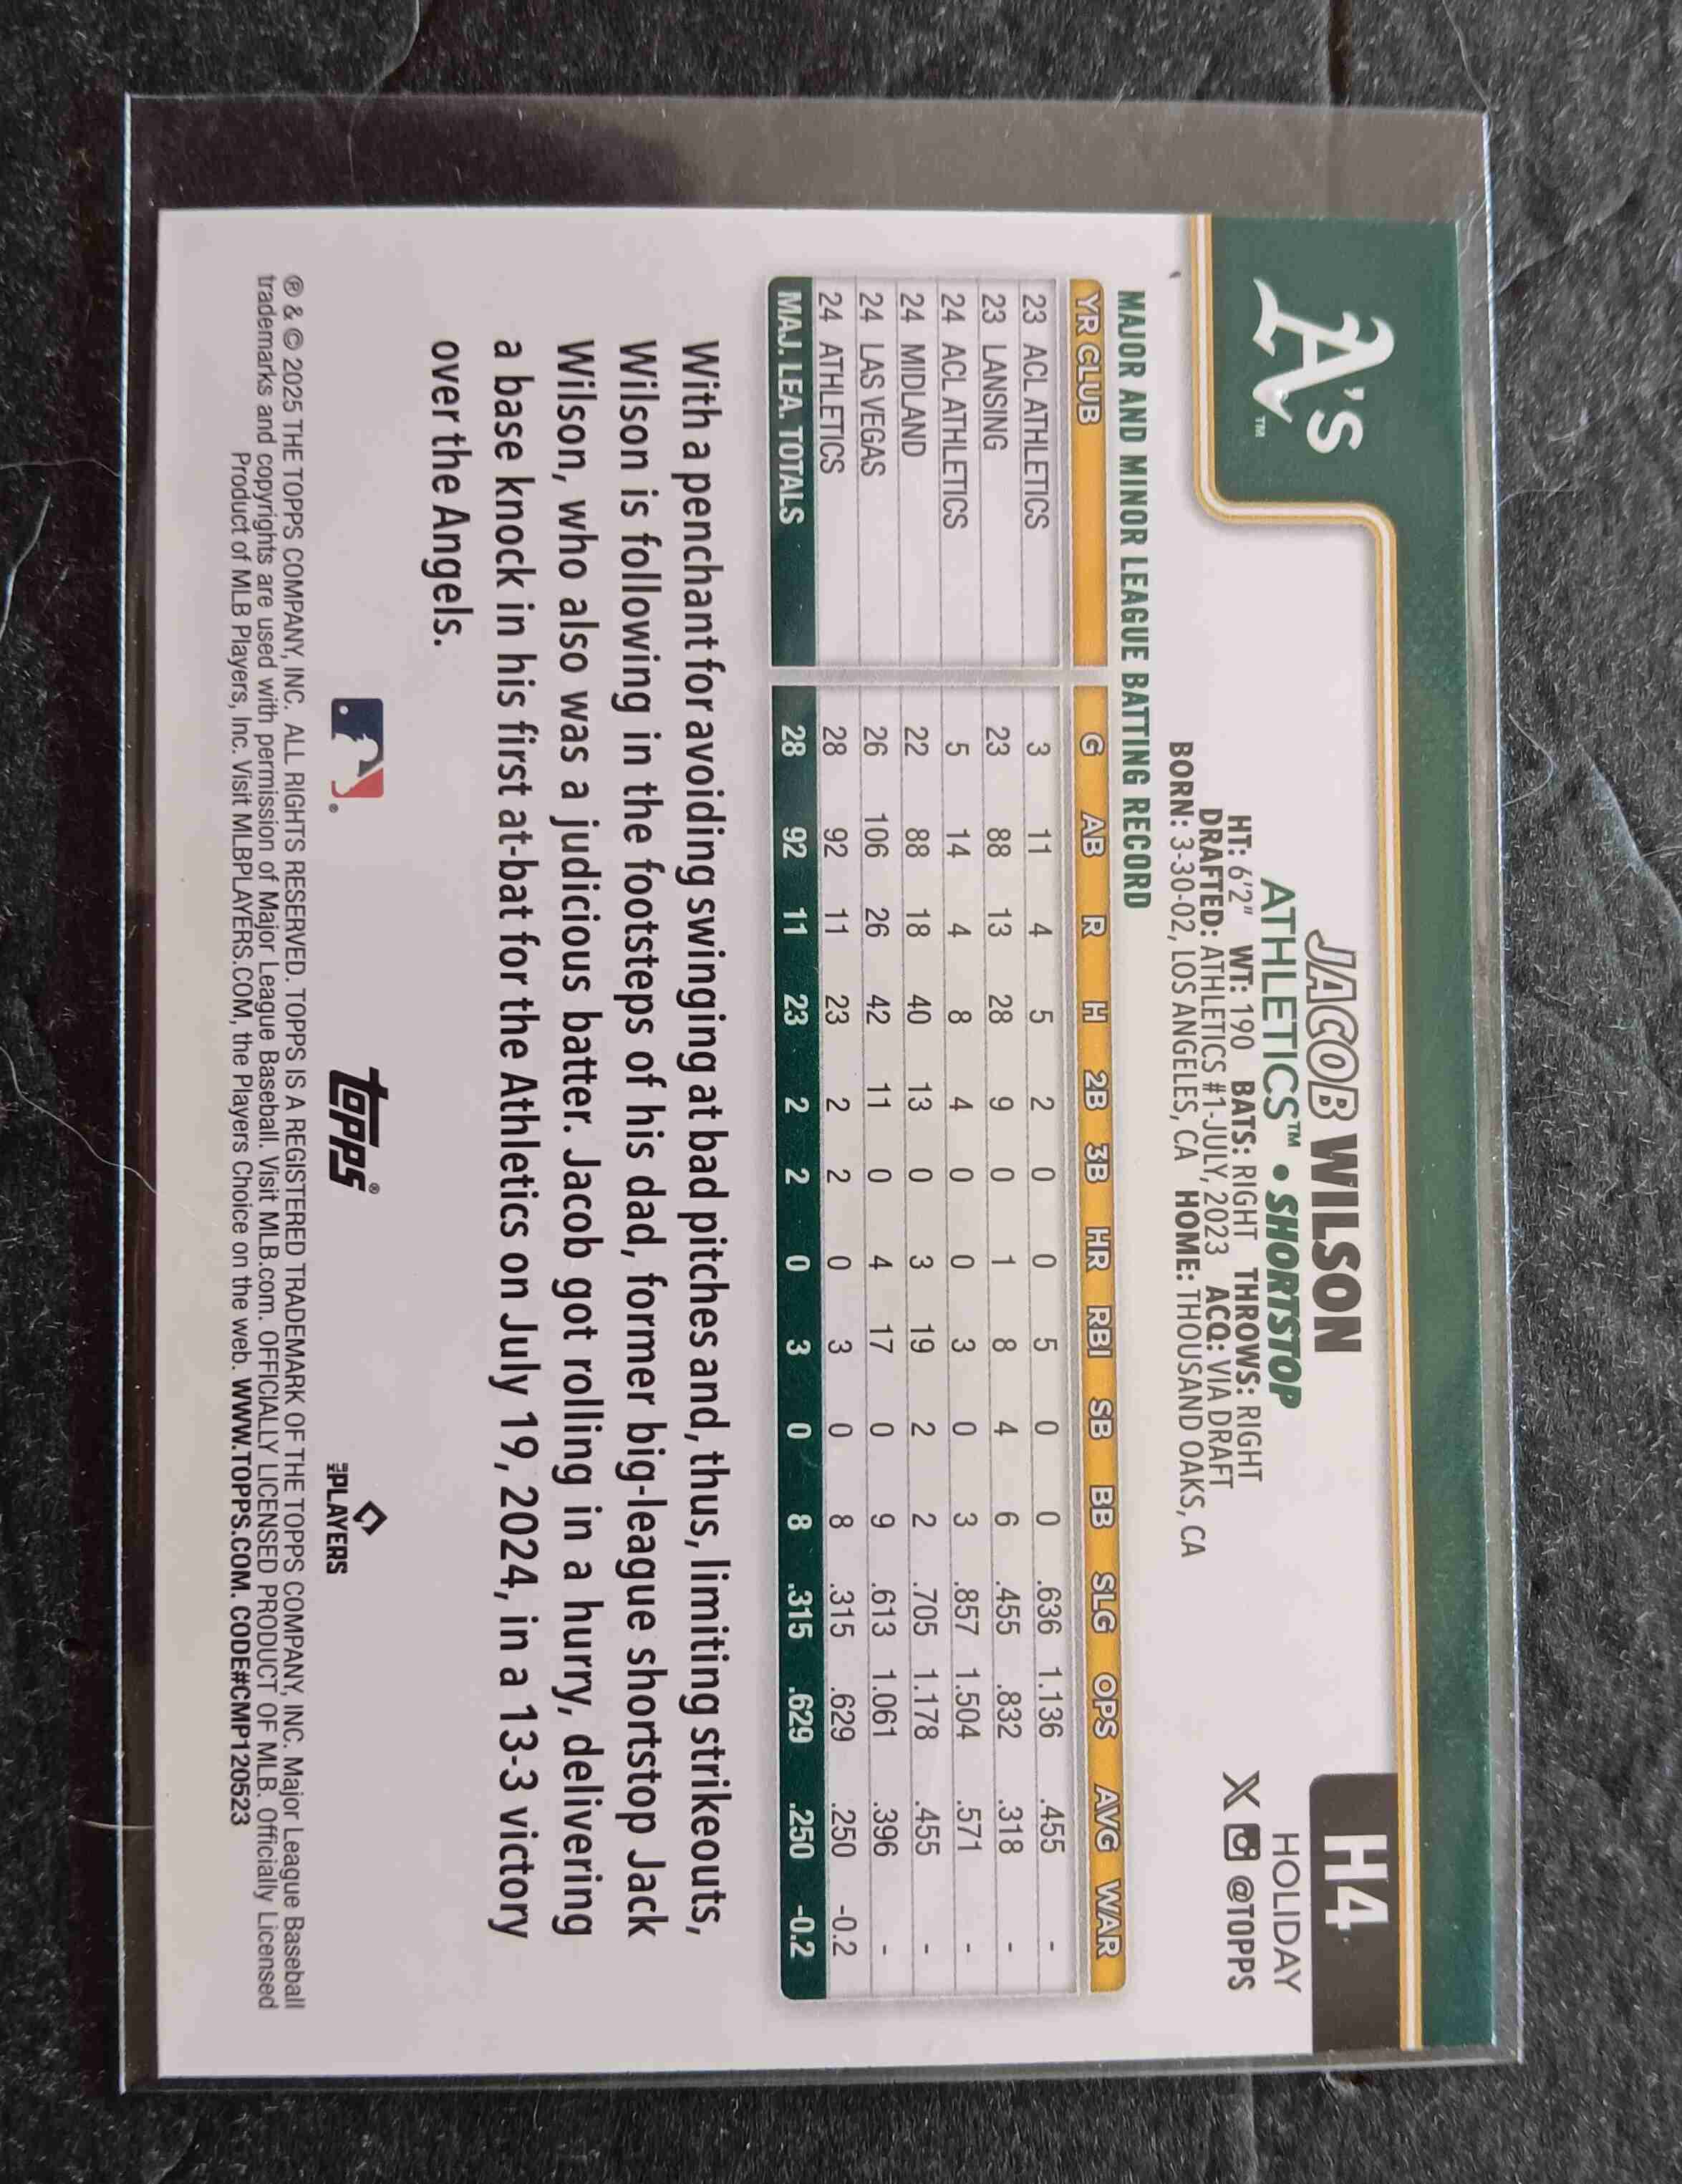 A's™
H4
JACOB WILSON
HOLIDAY
ATHLETICS™ • SHORTSTOP
X @TOPPS
HT: 6'2" WT: 190 BATS: RIGHT THROWS: RIGHT
DRAFTED: ATHLETICS #1-JULY, 2023 ACQ: VIA DRAFT
BORN: 3-30-02, LOS ANGELES, CA HOME: THOUSAND OAKS, CA
MAJOR AND MINOR LEAGUE BATTING RECORD
YR CLUB G AB R H 2B 3B HR RBI SB BB SLG OPS AVG WAR
23 ACL ATHLETICS 3 11 4 5 2 0 0 5 0 0 .636 1.136 .455 -
23 LANSING 23 88 13 28 9 0 1 8 4 6 .455 .832 .318 -
24 ACL ATHLETICS 5 14 4 8 4 0 0 3 0 3 .857 1.504 .571 -
24 MIDLAND 22 88 18 40 13 0 3 19 2 2 .705 1.178 .455 -
24 LAS VEGAS 26 106 26 42 11 0 4 17 0 9 .613 1.061 .396 -
24 ATHLETICS 28 92 11 23 2 2 0 3 0 8 .315 .629 .250 -0.2
MAJ. LEA. TOTALS 28 92 11 23 2 2 0 3 0 8 .315 .629 .250 -0.2
With a penchant for avoiding swinging at bad pitches and, thus, limiting strikeouts,
Wilson is following in the footsteps of his dad, former big-league shortstop Jack
Wilson, who also was a judicious batter. Jacob got rolling in a hurry, delivering
a base knock in his first at-bat for the Athletics on July 19, 2024, in a 13-3 victory
over the Angels.
®
topps®
MLB PLAYERS
℗ & © 2025 THE TOPPS COMPANY, INC. ALL RIGHTS RESERVED. TOPPS IS A REGISTERED TRADEMARK OF THE TOPPS COMPANY, INC. Major League Baseball
trademarks and copyrights are used with permission of Major League Baseball. Visit MLB.com. OFFICIALLY LICENSED PRODUCT OF MLB. Officially Licensed
Product of MLB Players, Inc. Visit MLBPLAYERS.COM, the Players Choice on the web. WWW.TOPPS.COM. CODE#CMP120523